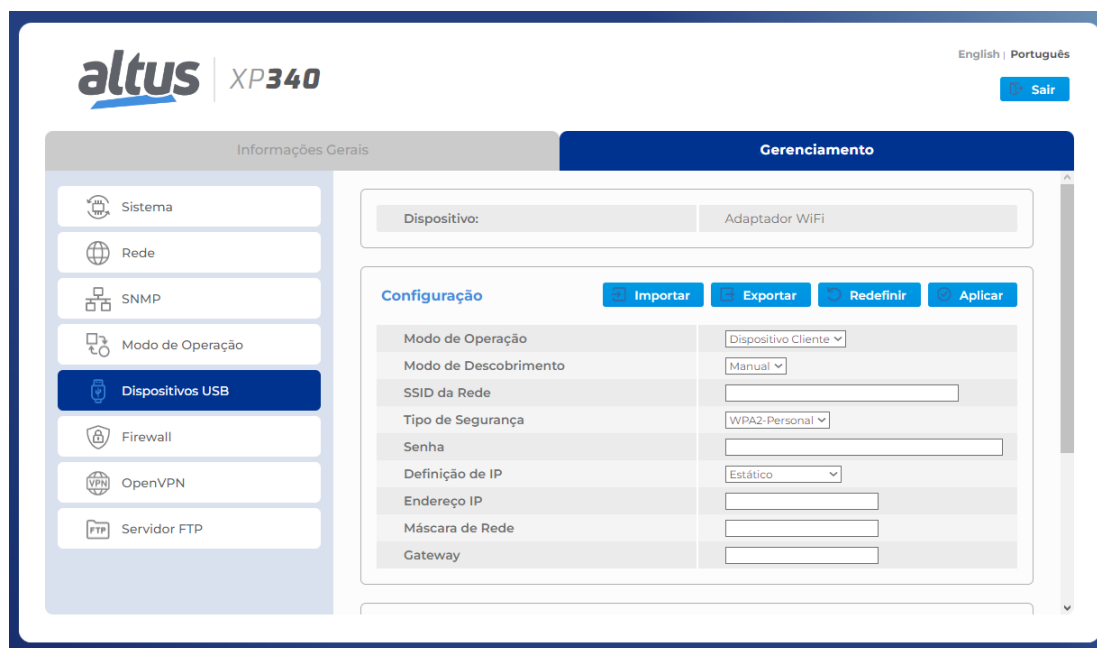 English | Português
altus XP340
Sair
Informações Gerais
Gerenciamento
Sistema
Rede
SNMP
Modo de Operação
Dispositivos USB
Firewall
VPN OpenVPN
FTP Servidor FTP
Dispositivo: Adaptador WiFi
Configuração Importar Exportar Redefinir Aplicar
Modo de Operação Dispositivo Cliente
Modo de Descobrimento Manual
SSID da Rede
Tipo de Segurança WPA2-Personal
Senha
Definição de IP Estático
Endereço IP
Máscara de Rede
Gateway